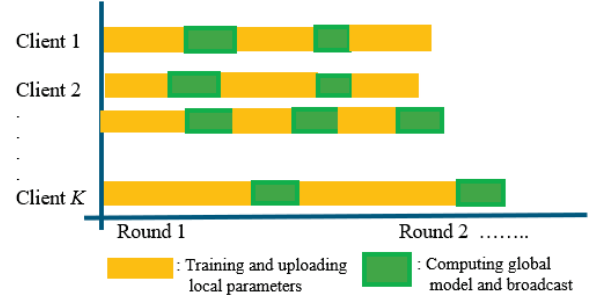 Client 1
Client 2
.
.
.
.
Client K
Round 1
Round 2 ........
: Training and uploading
local parameters
: Computing global
model and broadcast